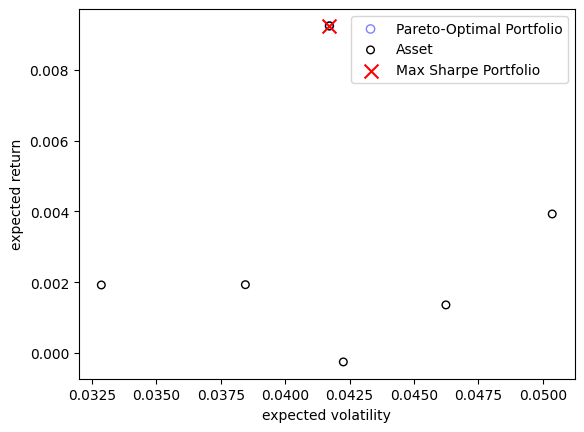 Pareto-Optimal Portfolio
Asset
Max Sharpe Portfolio
expected return
0.008
0.006
0.004
0.002
0.000
0.0325 0.0350 0.0375 0.0400 0.0425 0.0450 0.0475 0.0500
expected volatility